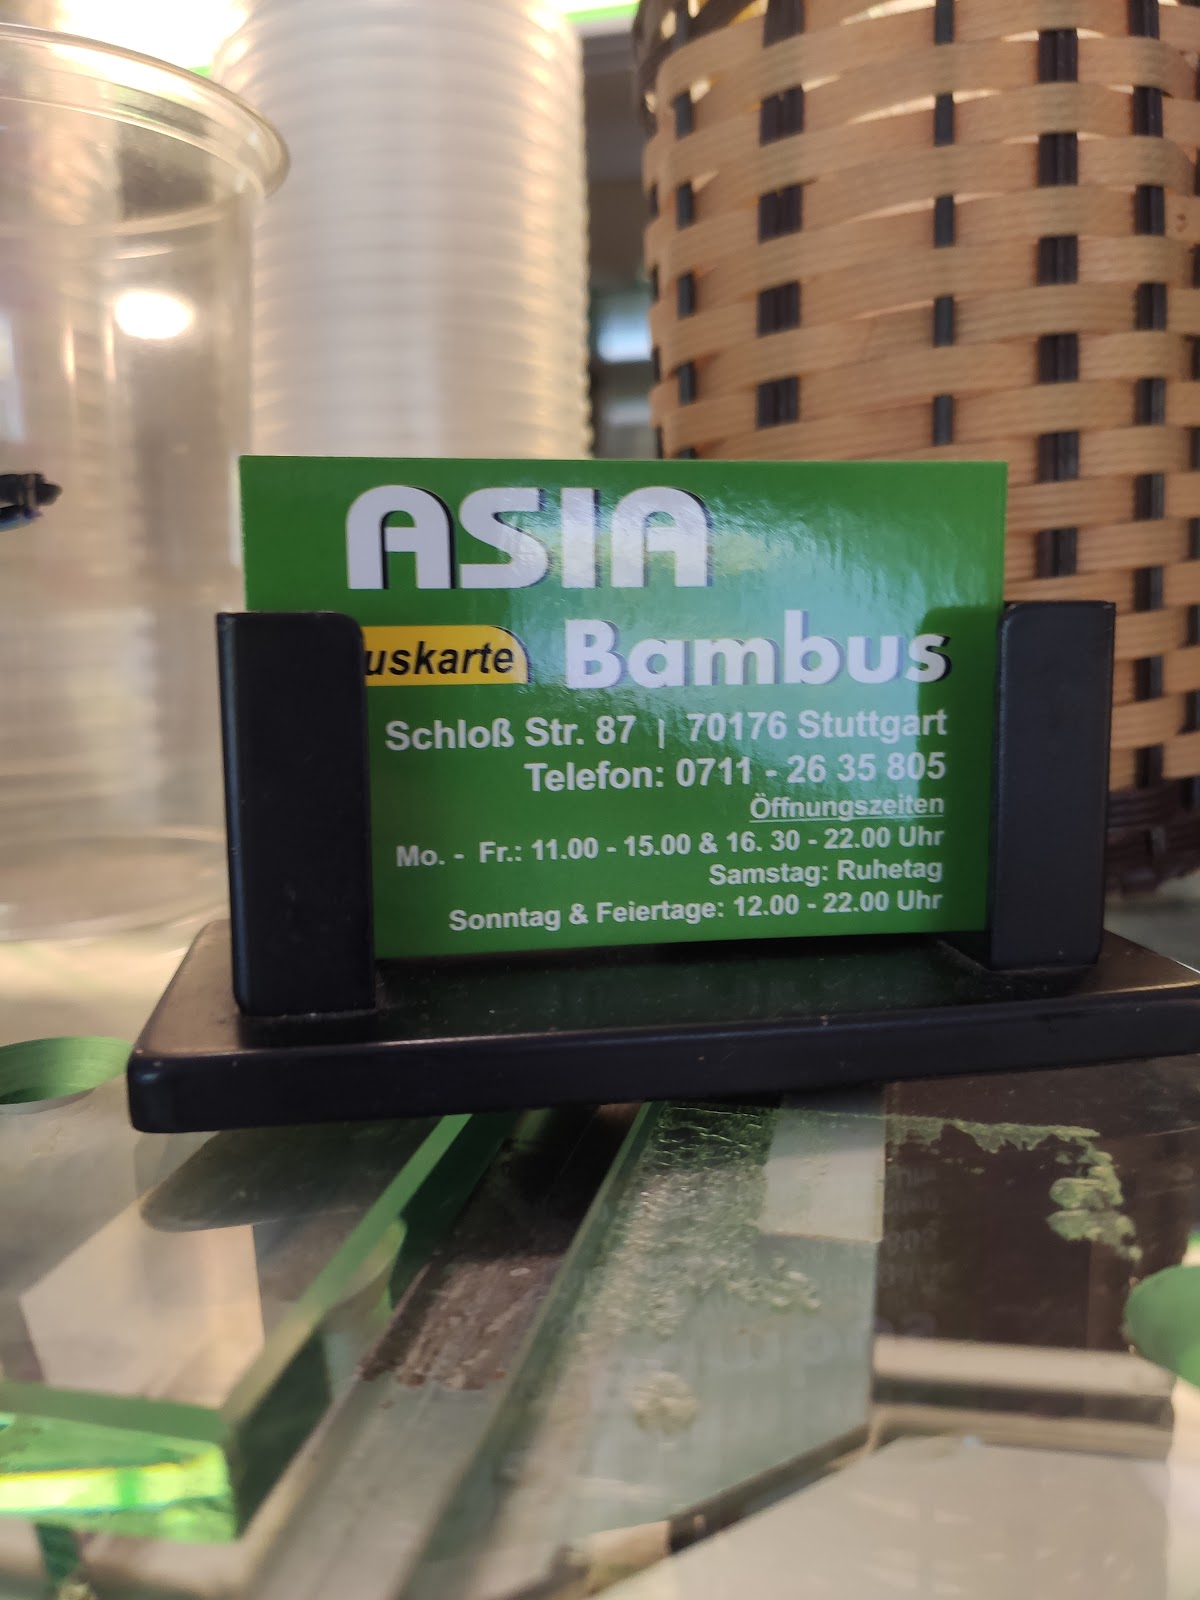 ASIA
uskarte Bambus
Schloß Str. 87 | 70176 Stuttgart
Telefon: 0711 - 26 35 805
Öffnungszeiten
Mo. - Fr.: 11.00 - 15.00 & 16. 30 - 22.00 Uhr
Samstag: Ruhetag
Sonntag & Feiertage: 12.00 - 22.00 Uhr